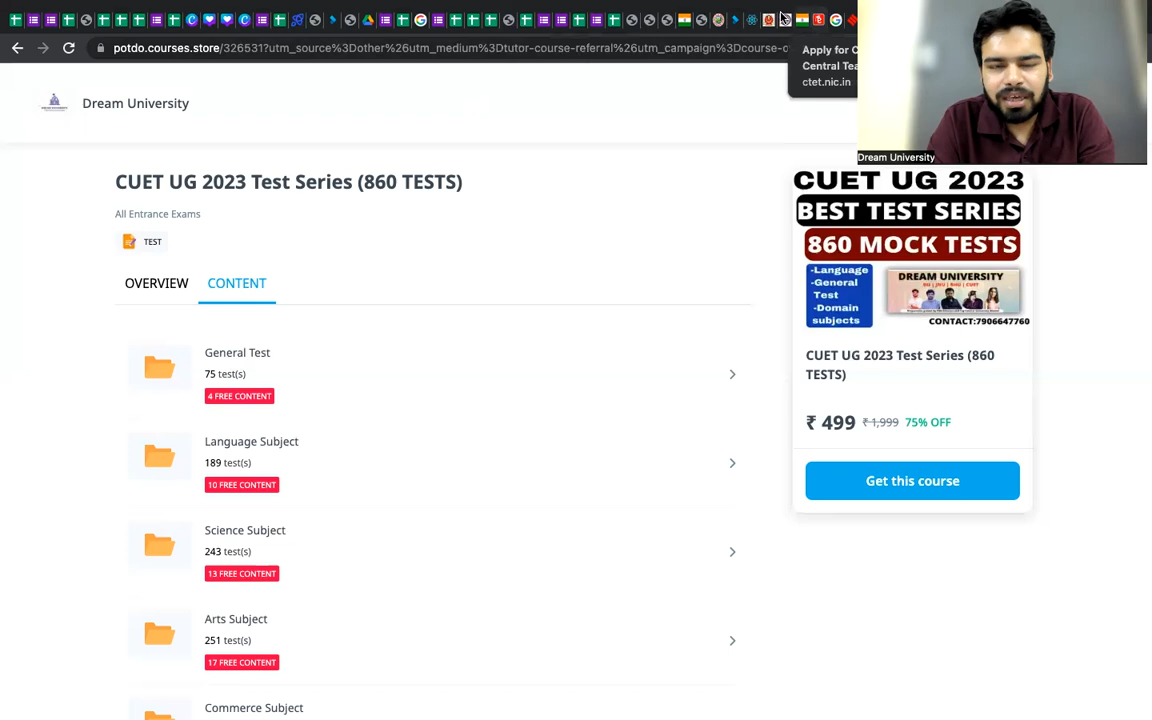 potdo.courses.store/326531?utm_source%3Dother%26utm_medium%3Dtutor-course-referral%26utm_campaign%3Dcourse-o
Apply for C
Central Tea
ctet.nic.in
Dream University
Dream University
CUET UG 2023 Test Series (860 TESTS)
All Entrance Exams
TEST
OVERVIEW
CONTENT
General Test
75 test(s)
4 FREE CONTENT
Language Subject
189 test(s)
10 FREE CONTENT
Science Subject
243 test(s)
13 FREE CONTENT
Arts Subject
251 test(s)
17 FREE CONTENT
Commerce Subject
CUET UG 2023
BEST TEST SERIES
860 MOCK TESTS
-Language
-General
Test
-Domain
subjects
DREAM UNIVERSITY
CONTACT:7906647760
CUET UG 2023 Test Series (860
TESTS)
₹ 499 ₹ 1,999 75% OFF
Get this course